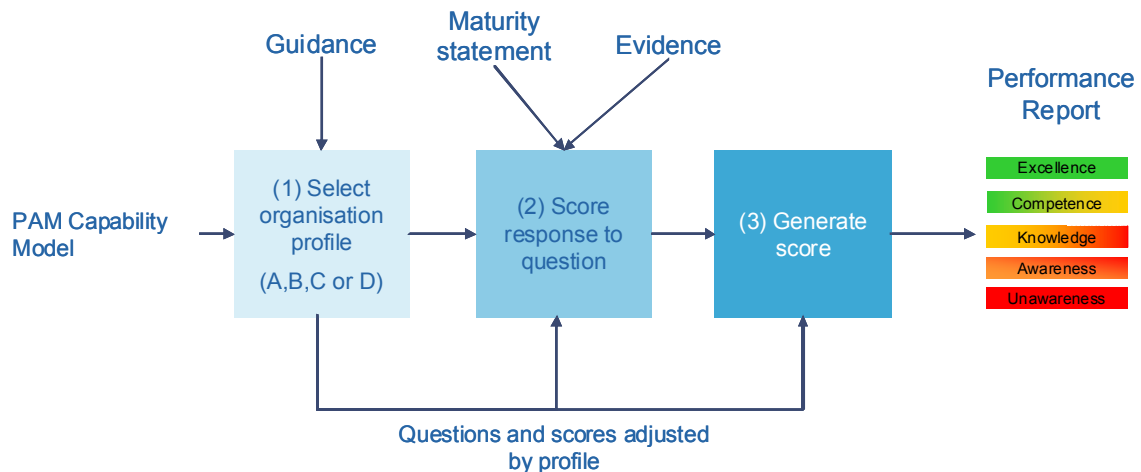 Guidance
Maturity
statement
Evidence
Performance
Report
PAM Capability
Model
(1) Select
organisation
profile
(A,B,C or D)
(2) Score
response to
question
(3) Generate
score
Excellence
Competence
Knowledge
Awareness
Unawareness
Questions and scores adjusted
by profile